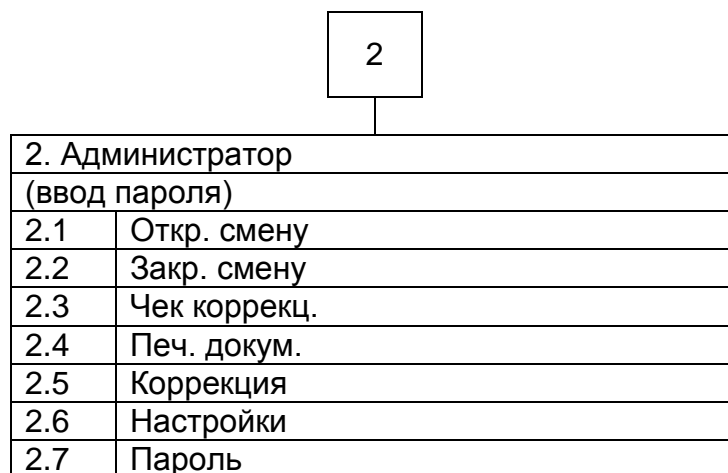 2
2. Администратор
(ввод пароля)
2.1 Откр. смену
2.2 Закр. смену
2.3 Чек коррекц.
2.4 Печ. докум.
2.5 Коррекция
2.6 Настройки
2.7 Пароль